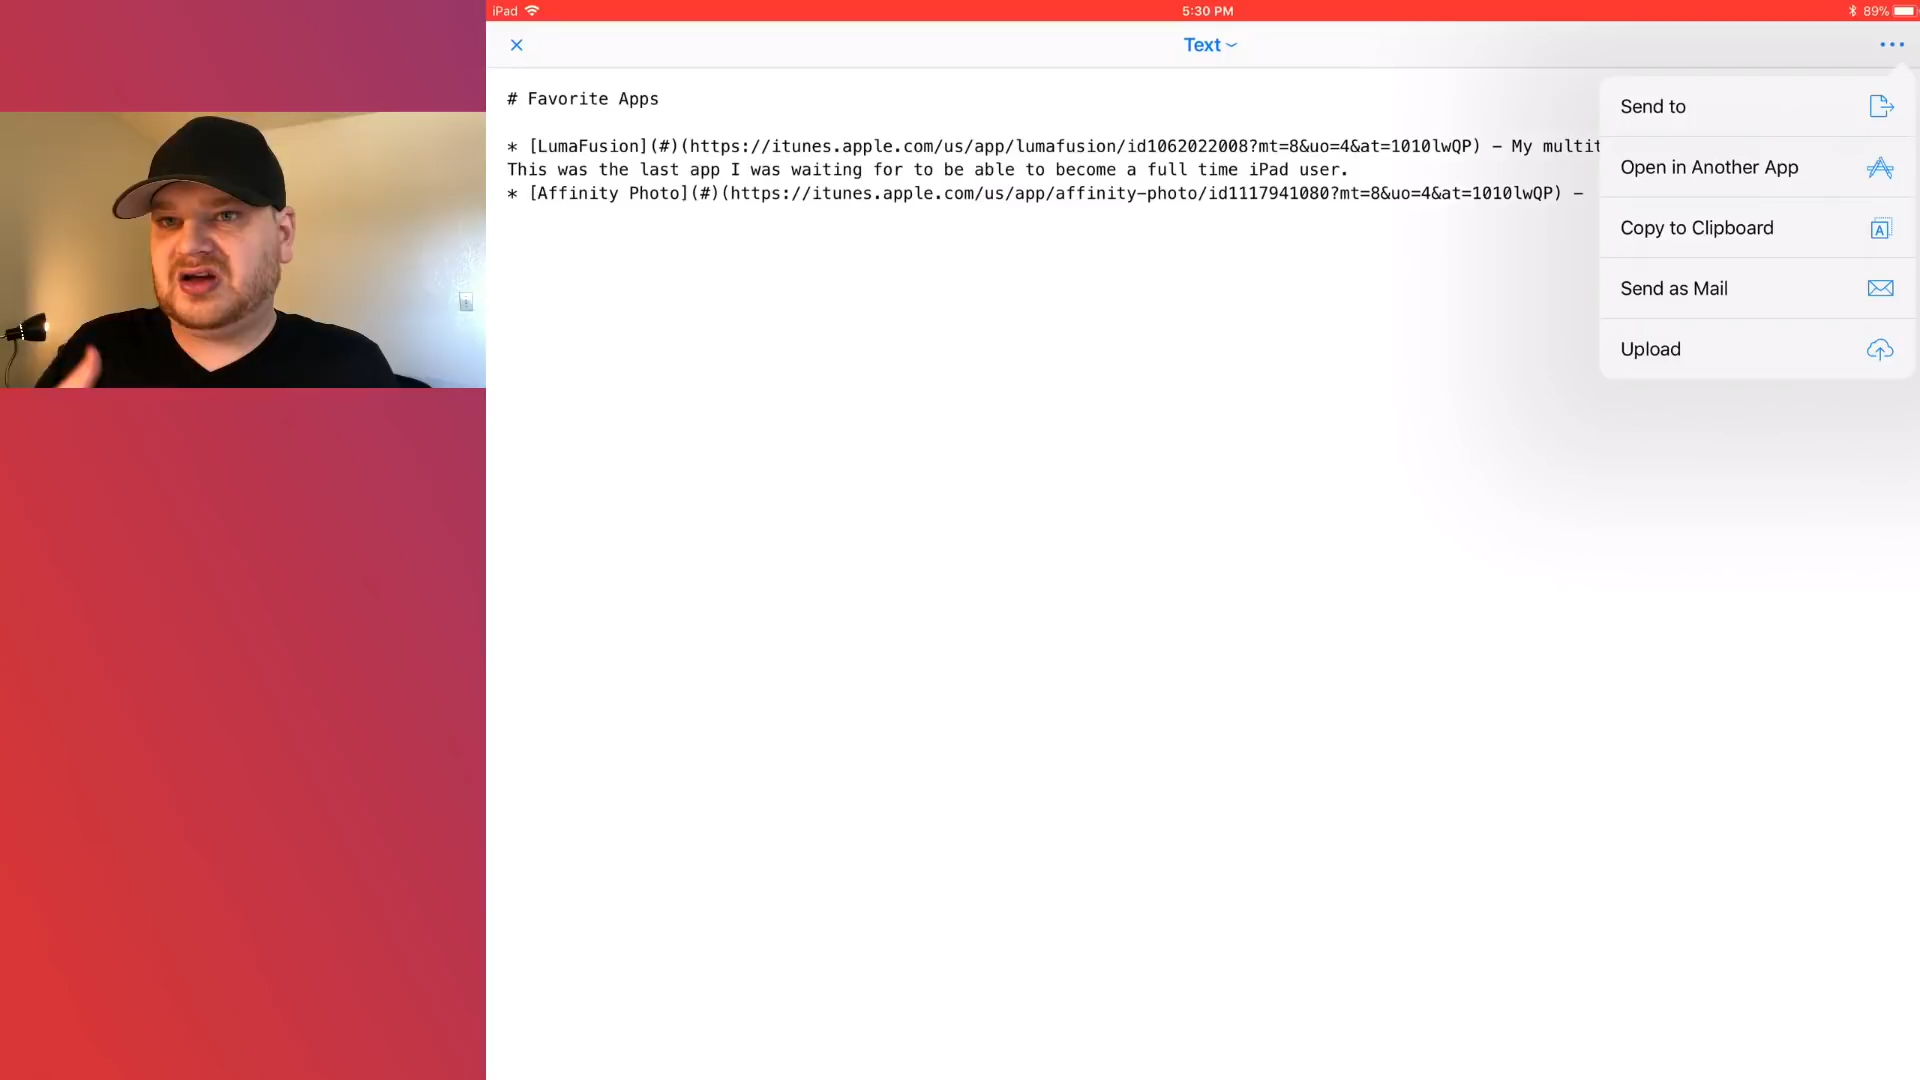 iPad 5:30 PM 89%
Text
# Favorite Apps
* [LumaFusion](#)(https://itunes.apple.com/us/app/lumafusion/id1062022008?mt=8&uo=4&at=1010lwQP) – My
This was the last app I was waiting for to be able to become a full time iPad user.
* [Affinity Photo](#)(https://itunes.apple.com/us/app/affinity-photo/id1117941080?mt=8&uo=4&at=1010lwQP) –
Send to
Open in Another App
Copy to Clipboard
A
Send as Mail
Upload